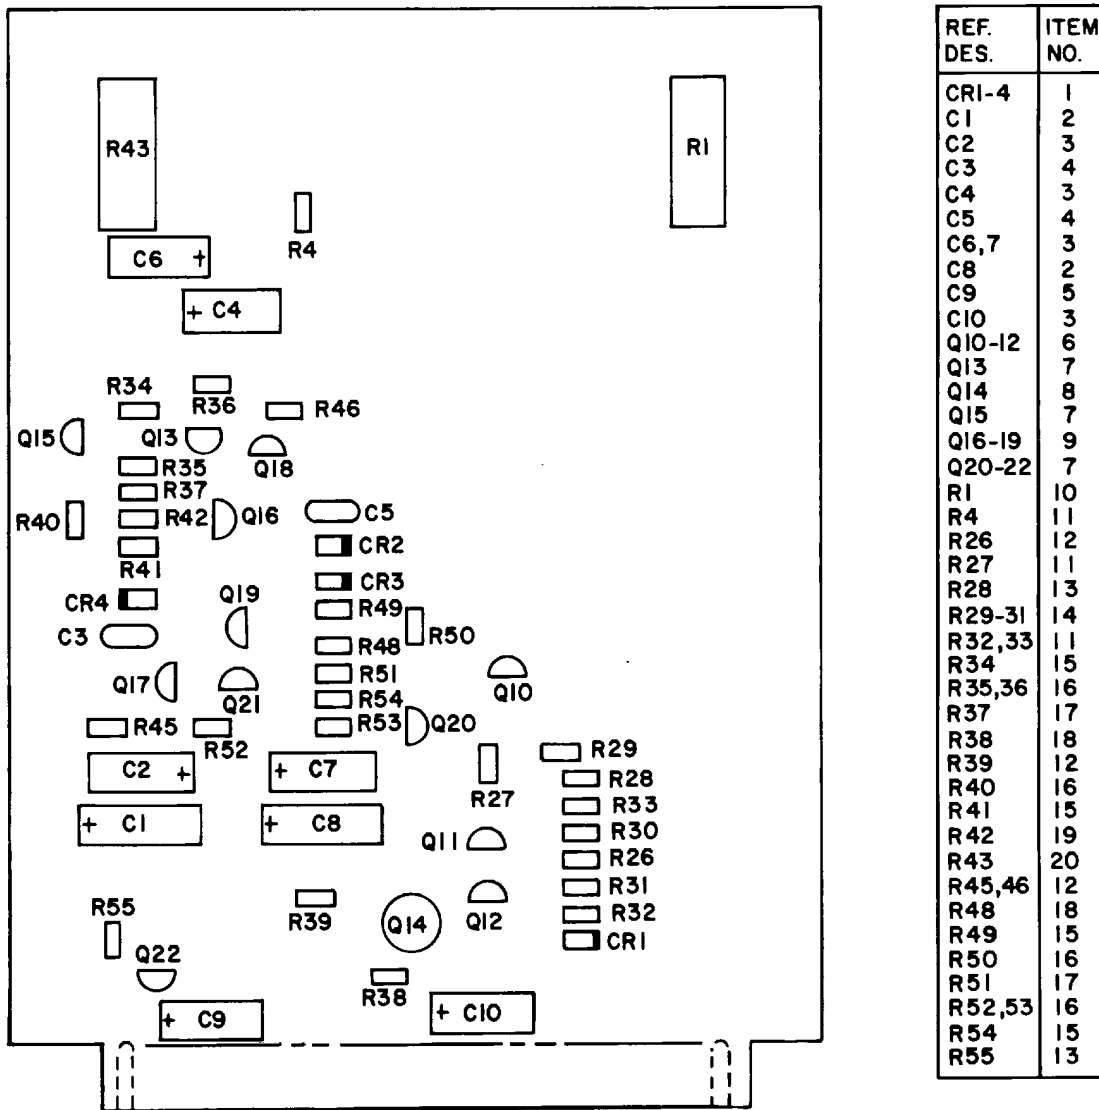 R43
R1
R4
C6 +
+ C4
R34
R36
R46
Q15
Q13
Q18
R35
R37
R40
R42
Q16
C5
R41
CR2
CR3
CR4
Q19
R49
C3
R50
R48
Q17
Q21
R51
Q10
R54
R45
R52
R53
Q20
C2 +
+ C7
R29
R27
R28
+ C1
+ C8
R33
Q11
R30
R26
R55
R39
Q14
Q12
R31
R32
CR1
Q22
R38
+ C9
+ C10
REF. DES. ITEM NO.
CR1-4 1
C1 2
C2 3
C3 4
C4 3
C5 4
C6,7 3
C8 2
C9 5
C10 3
Q10-12 6
Q13 7
Q14 8
Q15 7
Q16-19 9
Q20-22 7
R1 10
R4 11
R26 12
R27 11
R28 13
R29-31 14
R32,33 11
R34 15
R35,36 16
R37 17
R38 18
R39 12
R40 16
R41 15
R42 19
R43 20
R45,46 12
R48 18
R49 15
R50 16
R51 17
R52,53 16
R54 15
R55 13